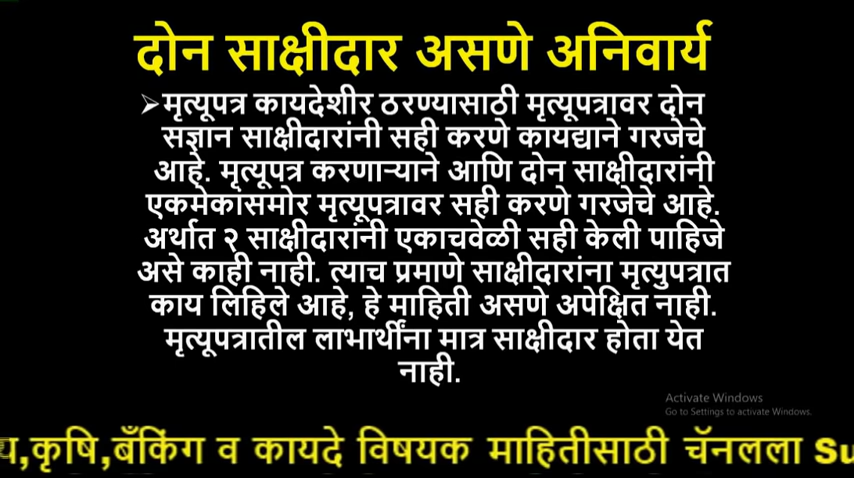 दोन साक्षीदार असणे अनिवार्य
➢मृत्यूपत्र कायदेशीर ठरण्यासाठी मृत्यूपत्रावर दोन
सज्ञान साक्षीदारांनी सही करणे कायद्याने गरजेचे
आहे. मृत्यूपत्र करणाऱ्याने आणि दोन साक्षीदारांनी
एकमेकांसमोर मृत्यूपत्रावर सही करणे गरजेचे आहे.
अर्थात २ साक्षीदारांनी एकाचवेळी सही केली पाहिजे
असे काही नाही. त्याच प्रमाणे साक्षीदारांना मृत्युपत्रात
काय लिहिले आहे, हे माहिती असणे अपेक्षित नाही.
मृत्यूपत्रातील लाभार्थींना मात्र साक्षीदार होता येत
नाही.
Activate Windows
Go to Settings to activate Windows.
,कृषि,बँकिंग व कायदे विषयक माहितीसाठी चॅनलला Su